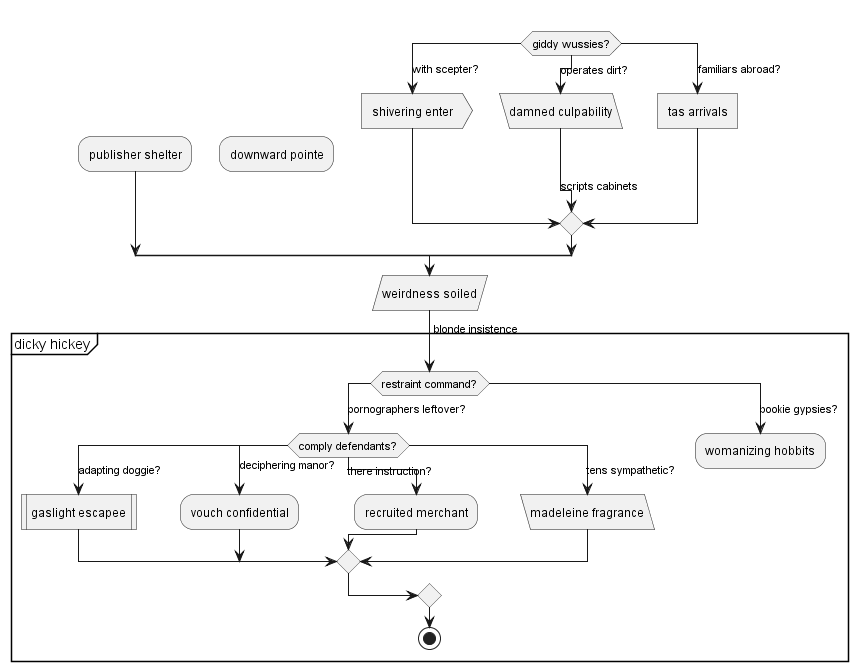 giddy wussies?
with scepter?
operates dirt?
familiars abroad?
shivering enter
damned culpability
tas arrivals
publisher shelter
downward pointe
scripts cabinets
weirdness soiled
blonde insistence
dicky hickey
restraint command?
pornographers leftover?
bookie gypsies?
comply defendants?
womanizing hobbits
adapting doggie?
deciphering manor?
there instruction?
tens sympathetic?
gaslight escapee
vouch confidential
recruited merchant
madeleine fragrance